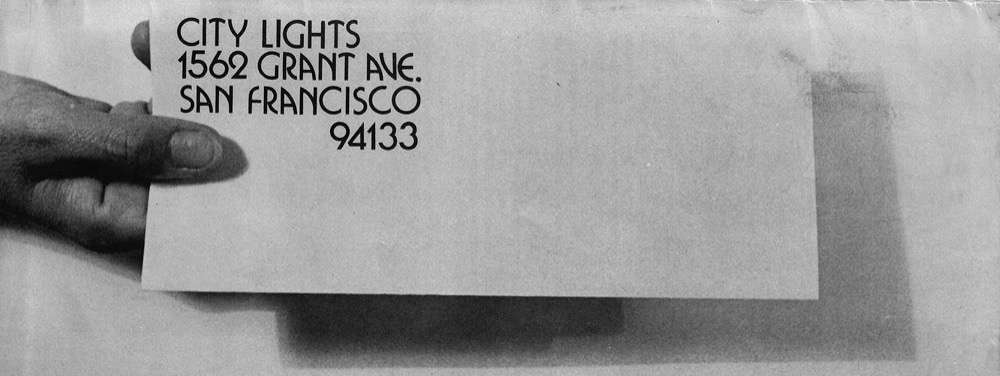 CITY LIGHTS
1562 GRANT AVE.
SAN FRANCISCO
94133